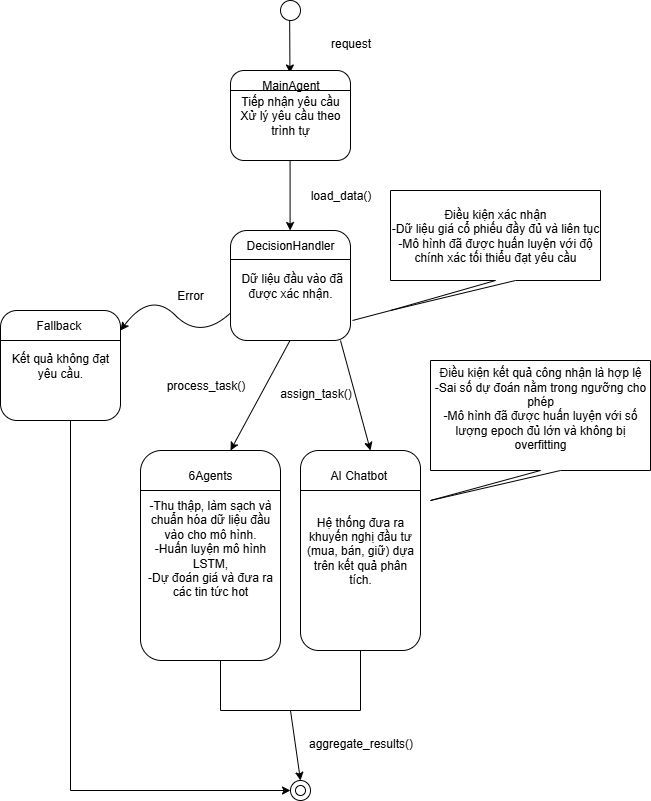 request
MainAgent
Tiếp nhận yêu cầu
Xử lý yêu cầu theo
trình tự
load_data()
Điều kiện xác nhận
-Dữ liệu giá cổ phiếu đầy đủ và liên tục
-Mô hình đã được huấn luyện với độ
chính xác tối thiểu đạt yêu cầu
DecisionHandler
Dữ liệu đầu vào đã
được xác nhận.
Error
Fallback
Kết quả không đạt
yêu cầu.
process_task()
assign_task()
Điều kiện kết quả công nhận là hợp lệ
-Sai số dự đoán nằm trong ngưỡng cho
phép
-Mô hình đã được huấn luyện với số
lượng epoch đủ lớn và không bị
overfitting
6Agents
-Thu thập, làm sạch và
chuẩn hóa dữ liệu đầu
vào cho mô hình.
-Huấn luyện mô hình
LSTM,
-Dự đoán giá và đưa ra
các tin tức hot
AI Chatbot
Hệ thống đưa ra
khuyến nghị đầu tư
(mua, bán, giữ) dựa
trên kết quả phân
tích.
aggregate_results()